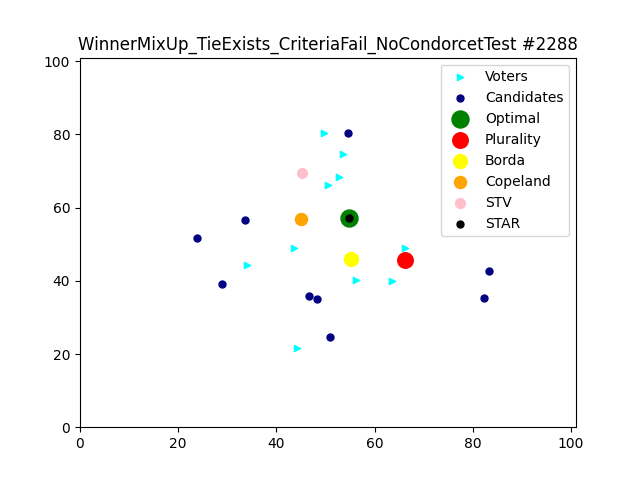 WinnerMixUp_TieExists_CriteriaFail_NoCondorcetTest #2288
100
80
60
40
20
0
0 20 40 60 80 100
Voters
Candidates
Optimal
Plurality
Borda
Copeland
STV
STAR